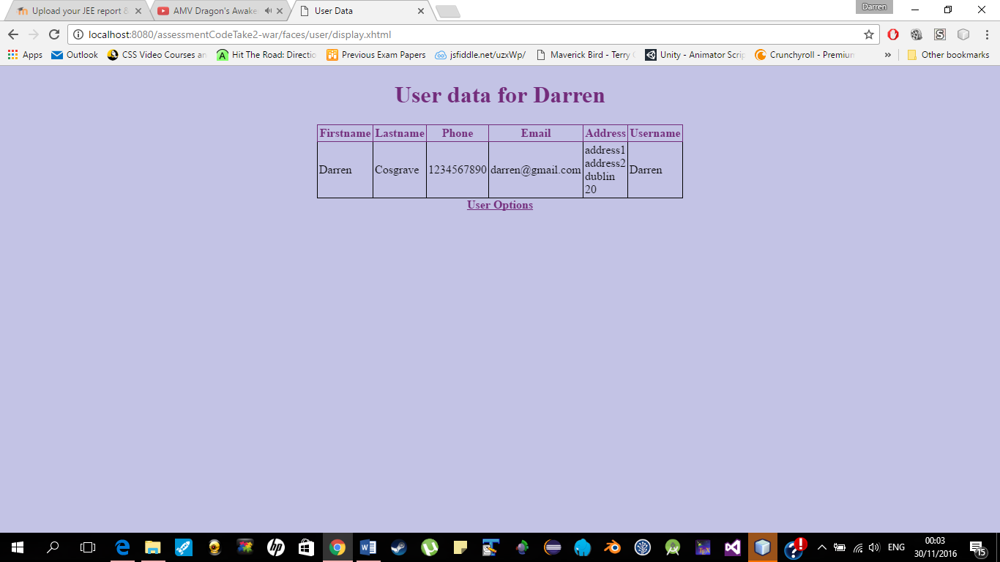 Upload your JEE report &
AMV Dragon's Awake
User Data
Darren
localhost:8080/assessmentCodeTake2-war/faces/user/display.xhtml
Apps
Outlook
CSS Video Courses an
Hit The Road: Directio
Previous Exam Papers
jsfiddle.net/uzxWp/
Maverick Bird - Terry C
Unity - Animator Scrip
Crunchyroll - Premium
»
Other bookmarks
User data for Darren
Firstname Lastname Phone Email Address Username
Darren Cosgrave 1234567890 darren@gmail.com address1 address2 dublin 20 Darren
User Options
ENG
00:03
30/11/2016
15